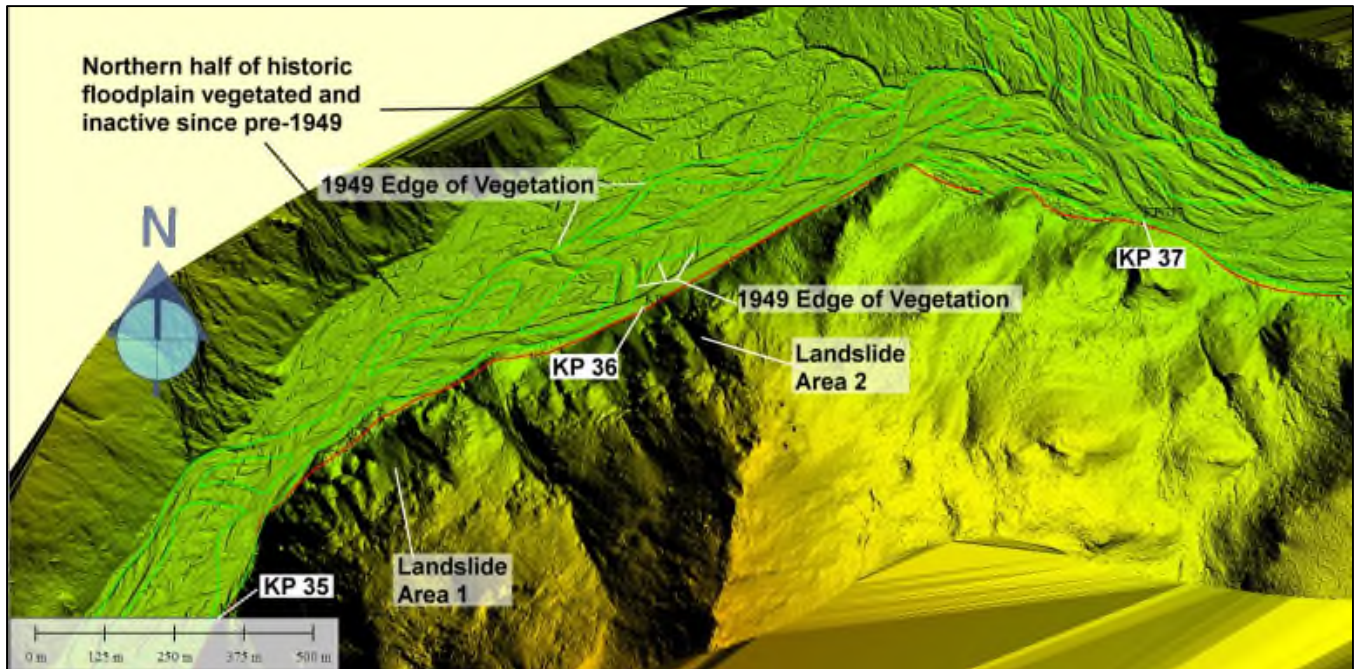 Northern half of historic
floodplain vegetated and
inactive since pre-1949
1949 Edge of Vegetation
N
KP 37
1949 Edge of Vegetation
KP 36
Landslide
Area 2
Landslide
Area 1
KP 35
0 m 125 m 250 m 375 m 500 m